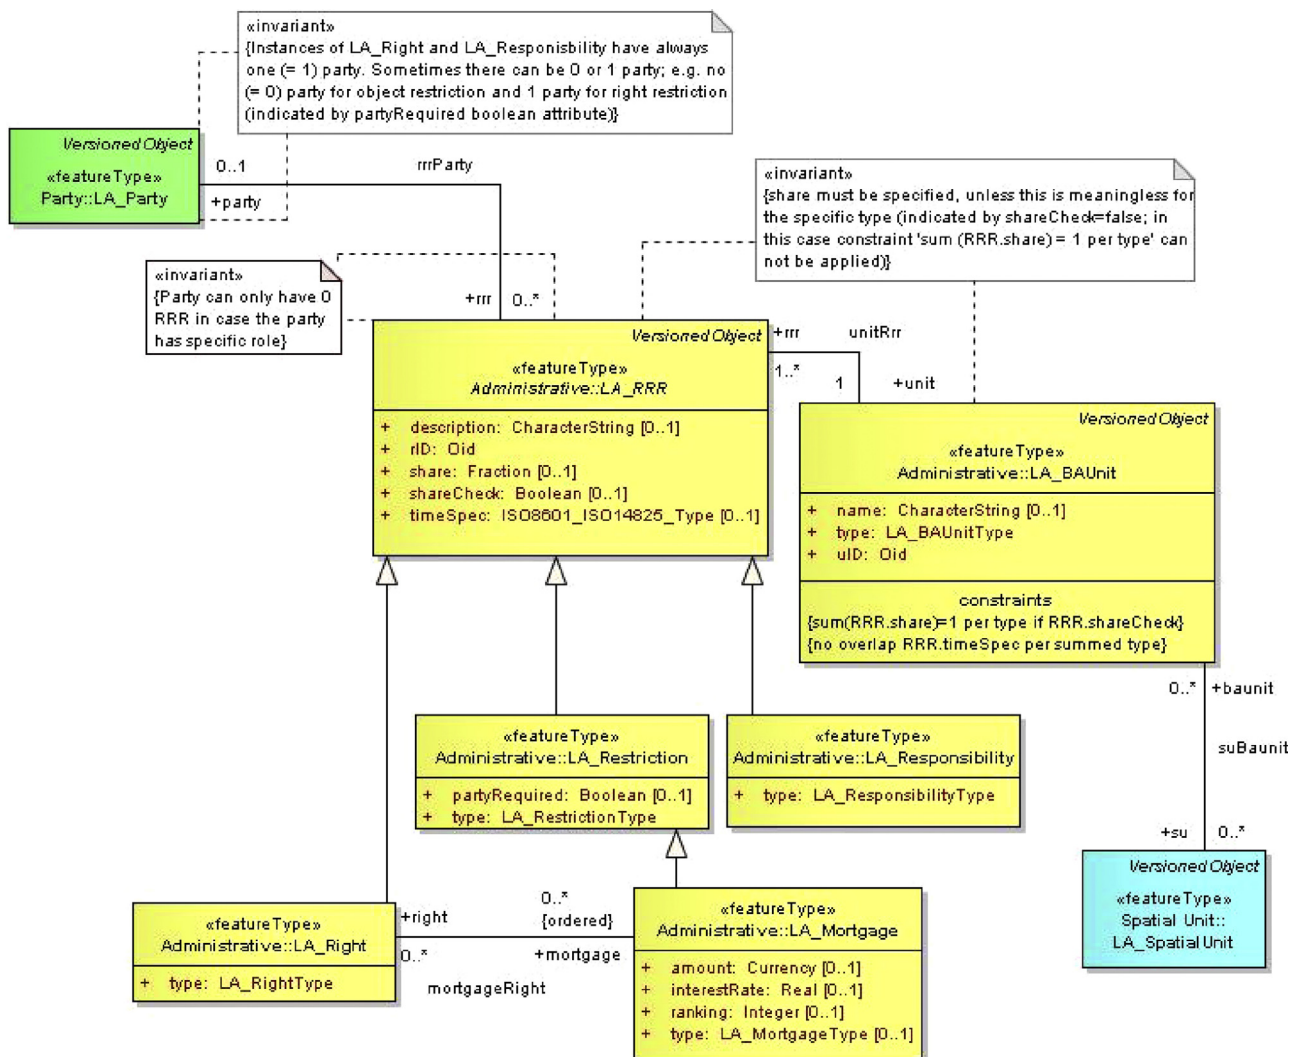 «invariant»
{Instances of LA_Right and LA_Responisbility have always
one (= 1) party. Sometimes there can be 0 or 1 party; e.g. no
(= 0) party for object restriction and 1 party for right restriction
(indicated by partyRequired boolean attribute)}
Versioned Object
«featureType»
Party::LA_Party
0..1
+party
rrrParty
«invariant»
{share must be specified, unless this is meaningless for
the specific type (indicated by shareCheck=false; in
this case constraint 'sum (RRR.share) = 1 per type' can
not be applied)}
«invariant»
{Party can only have 0
RRR in case the party
has specific role}
+rrr
0..*
Versioned Object
«featureType»
Administrative::LA_RRR
+ description: CharacterString [0..1]
+ rID: Oid
+ share: Fraction [0..1]
+ shareCheck: Boolean [0..1]
+ timeSpec: ISO8601_ISO14825_Type [0..1]
+rrr
unitRrr
1..*
1
+unit
Versioned Object
«featureType»
Administrative::LA_BAUnit
+ name: CharacterString [0..1]
+ type: LA_BAUnitType
+ uID: Oid
constraints
{sum(RRR.share)=1 per type if RRR.shareCheck}
{no overlap RRR.timeSpec per summed type}
0..*
+baunit
suBaunit
+su
0..*
«featureType»
Administrative::LA_Restriction
+ partyRequired: Boolean [0..1]
+ type: LA_RestrictionType
«featureType»
Administrative::LA_Responsibility
+ type: LA_ResponsibilityType
Versioned Object
«featureType»
Spatial Unit::
LA_SpatialUnit
«featureType»
Administrative::LA_Right
+ type: LA_RightType
+right
0..*
mortgageRight
0..*
{ordered}
+mortgage
«featureType»
Administrative::LA_Mortgage
+ amount: Currency [0..1]
+ interestRate: Real [0..1]
+ ranking: Integer [0..1]
+ type: LA_MortgageType [0..1]